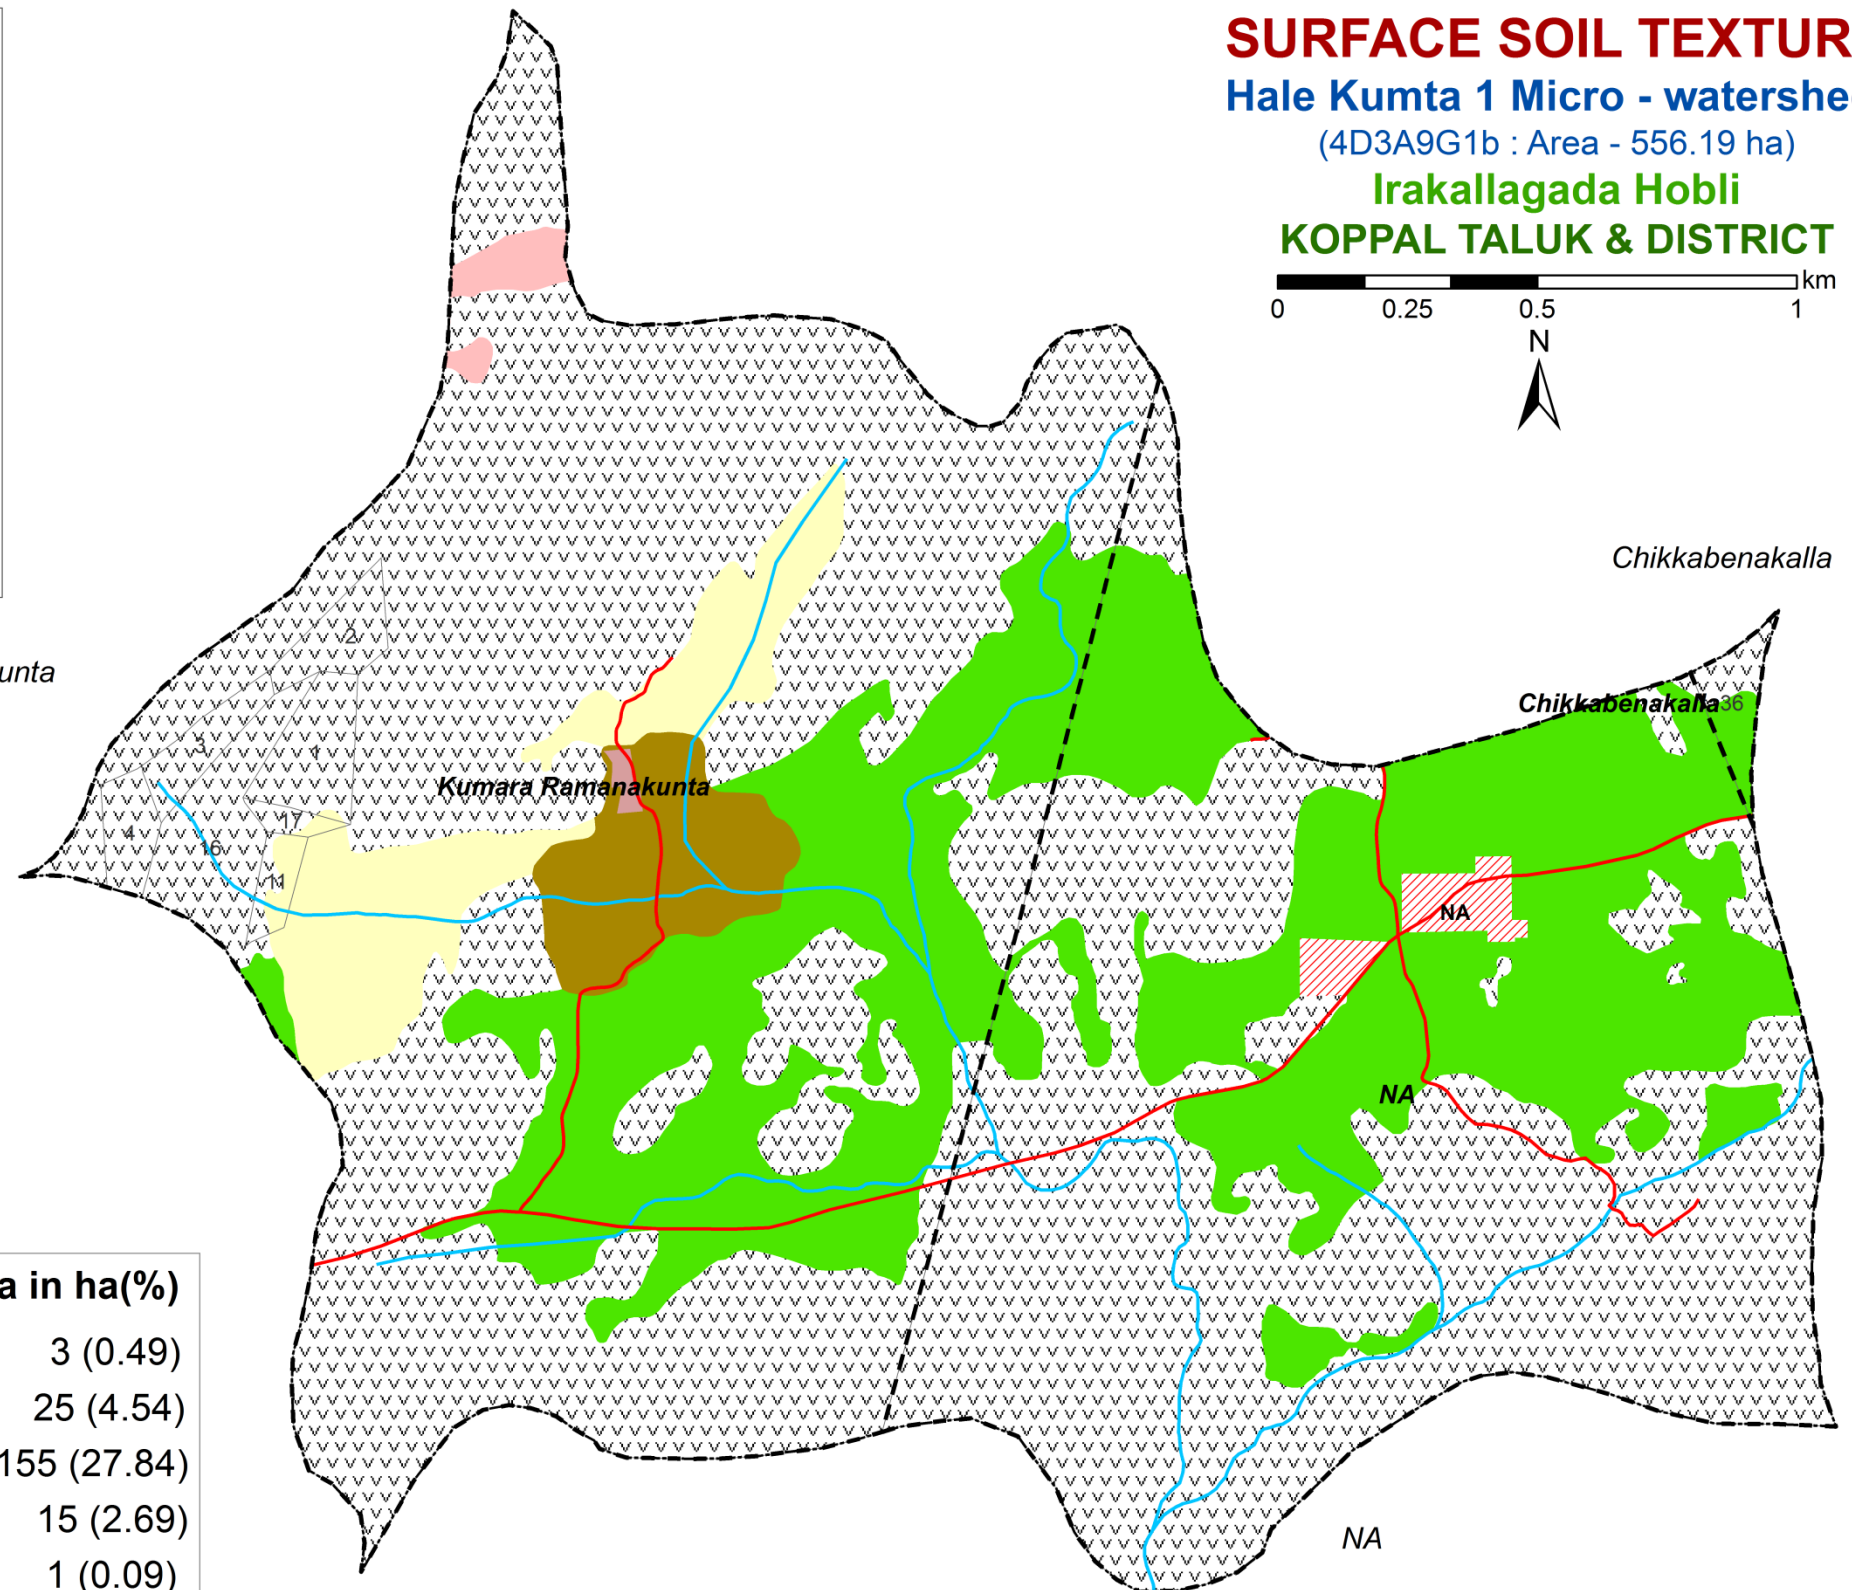 SURFACE SOIL TEXTUR
Hale Kumta 1 Micro - watershe
(4D3A9G1b : Area - 556.19 ha)
Irakallagada Hobli
KOPPAL TALUK & DISTRICT
km
0 0.25 0.5 1
N
Chikkabenakalla
unta
2
Chikkabenakalla 36
3
1
Kumara Ramanakunta
17
4
16
11
NA
NA
a in ha(%)
3 (0.49)
25 (4.54)
155 (27.84)
15 (2.69)
NA
1 (0.09)